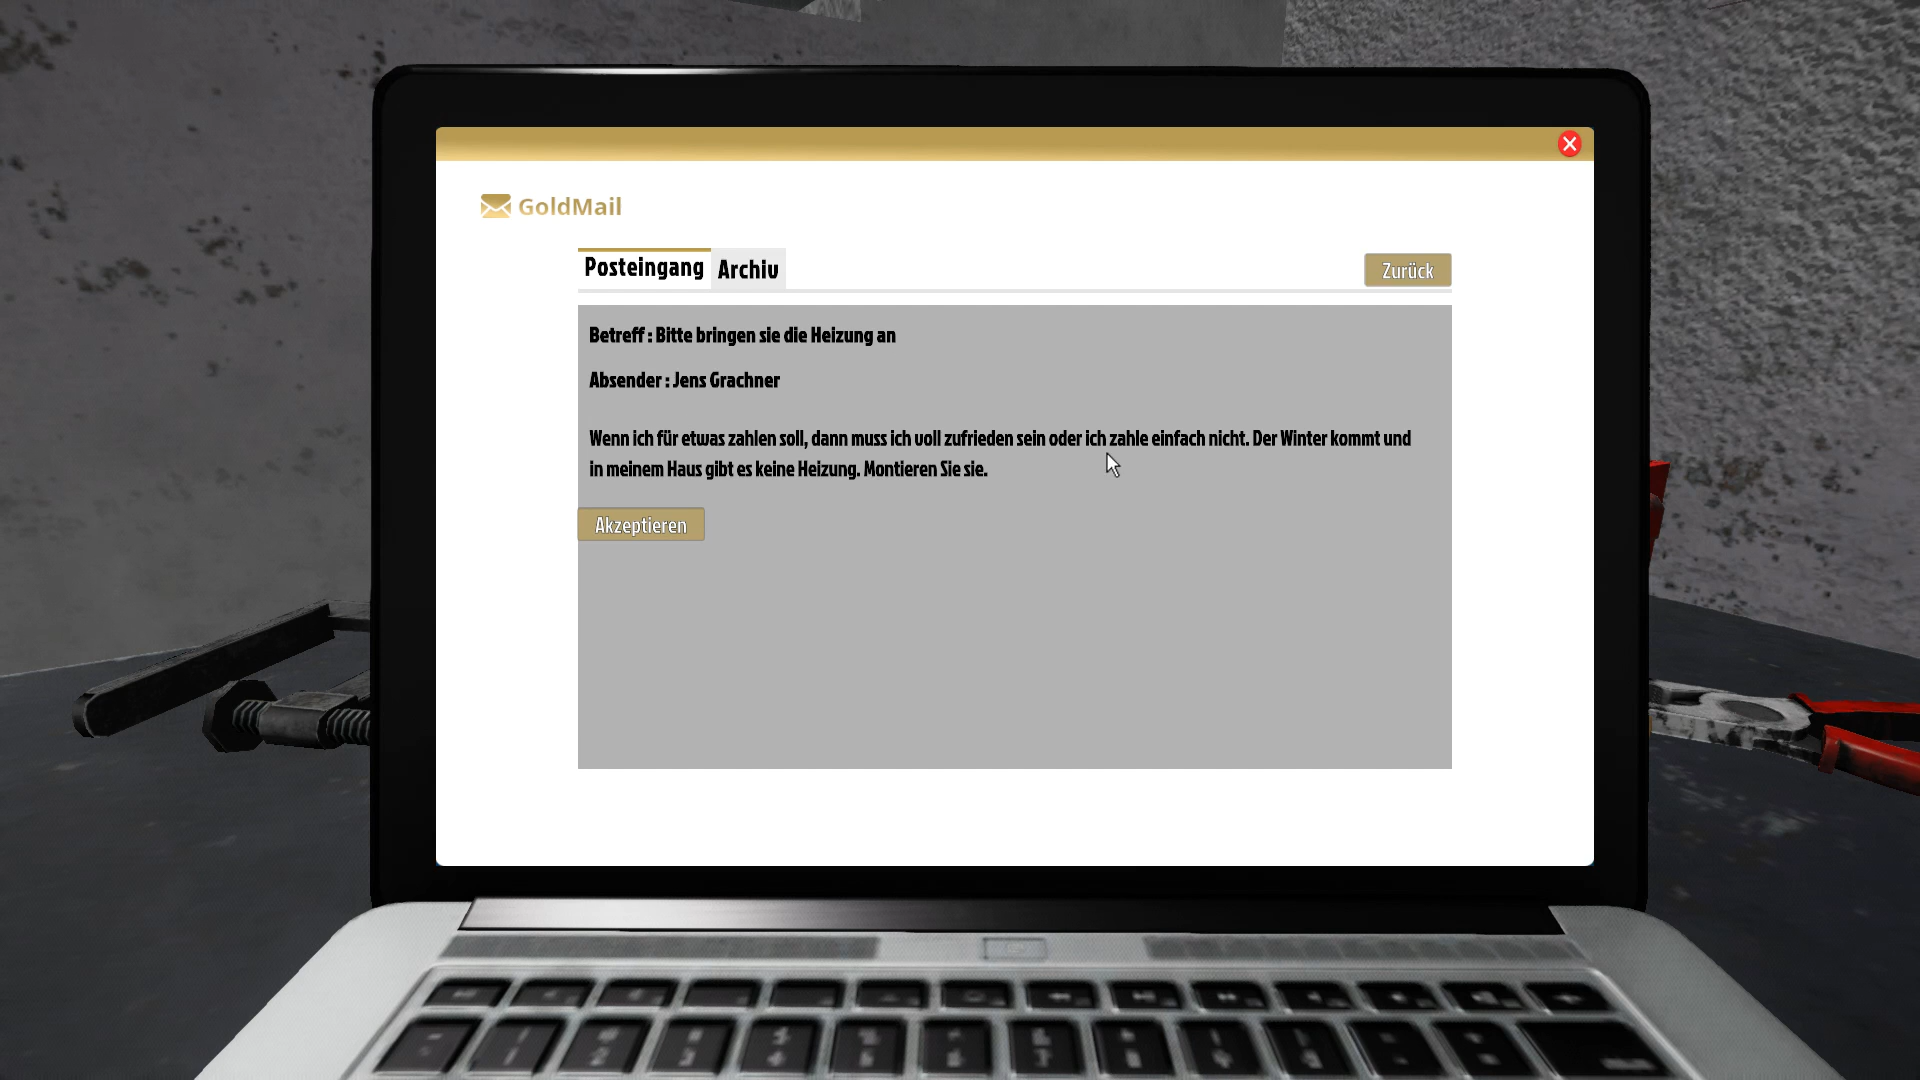 GoldMail
Posteingang
Archiv
Zurück
Betreff : Bitte bringen sie die Heizung an
Absender : Jens Grachner
Wenn ich für etwas zahlen soll, dann muss ich voll zufrieden sein oder ich zahle einfach nicht. Der Winter kommt und
in meinem Haus gibt es keine Heizung. Montieren Sie sie.
Akzeptieren